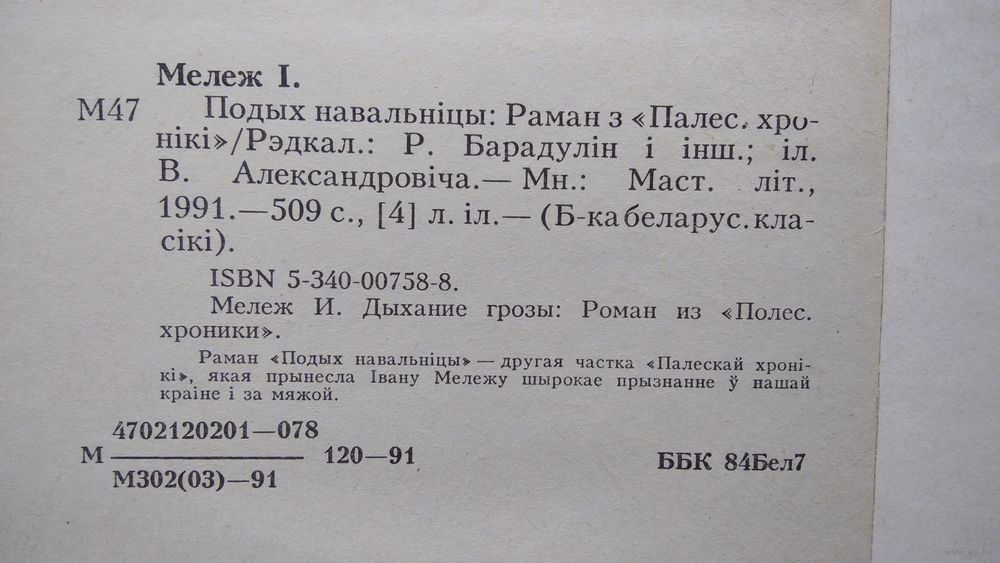 Мележ І.
М47 Подых навальніцы: Раман з «Палес. хро-
нікі»/Рэдкал.: Р. Барадулін і інш.; іл.
В. Александровіча.— Мн.: Маст. літ.,
1991.—509 с., [4] л. іл.— (Б-ка беларус. кла-
сікі).
ISBN 5-340-00758-8.
Мележ И. Дыхание грозы: Роман из «Полес.
хроники».
Раман «Подых навальніцы» — другая частка «Палескай хроні-
кі», якая прынесла Івану Мележу шырокае прызнанне ў нашай
краіне і за мяжой.
4702120201—078
М ————— 120—91
М302(03)—91
ББК 84Бел7